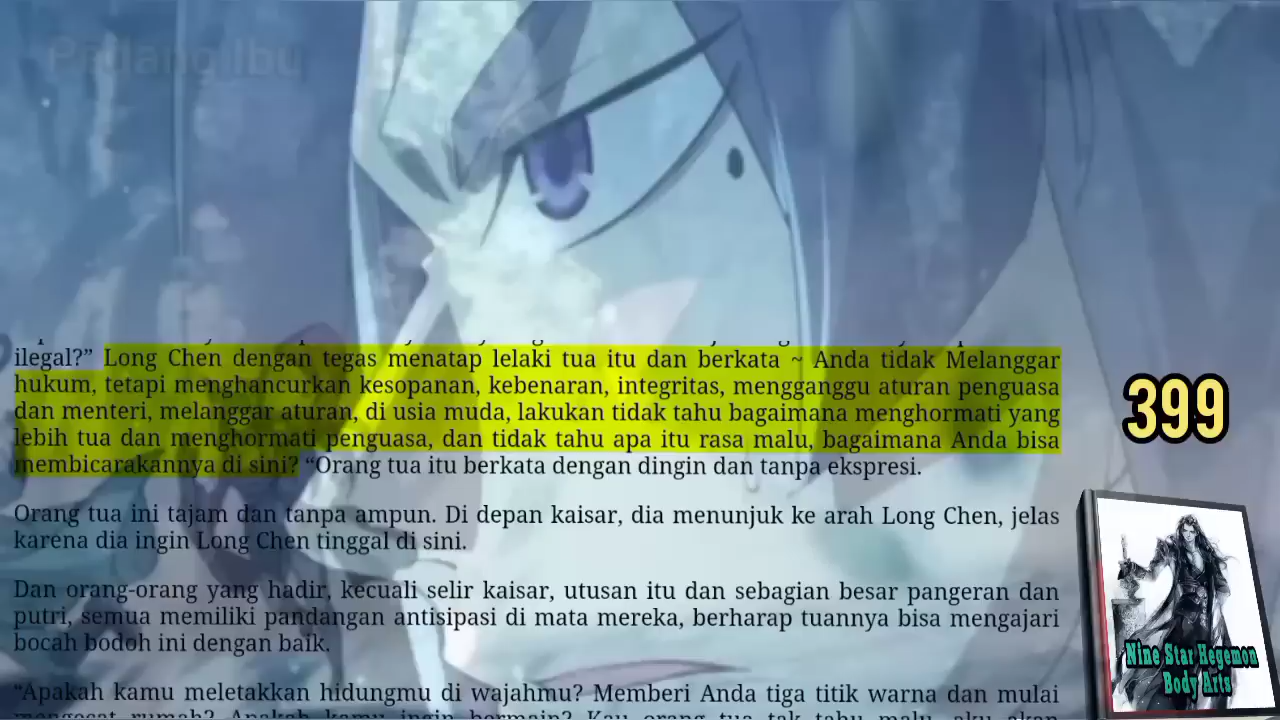 Padang Ibu
ilegal?” Long Chen dengan tegas menatap lelaki tua itu dan berkata ~ Anda tidak Melanggar
hukum, tetapi menghancurkan kesopanan, kebenaran, integritas, mengganggu aturan penguasa
dan menteri, melanggar aturan, di usia muda, lakukan tidak tahu bagaimana menghormati yang
lebih tua dan menghormati penguasa, dan tidak tahu apa itu rasa malu, bagaimana Anda bisa
membicarakannya di sini? “Orang tua itu berkata dengan dingin dan tanpa ekspresi.
Orang tua ini tajam dan tanpa ampun. Di depan kaisar, dia menunjuk ke arah Long Chen, jelas
karena dia ingin Long Chen tinggal di sini.
Dan orang-orang yang hadir, kecuali selir kaisar, utusan itu dan sebagian besar pangeran dan
putri, semua memiliki pandangan antisipasi di mata mereka, berharap tuannya bisa mengajari
bocah bodoh ini dengan baik.
“Apakah kamu meletakkan hidungmu di wajahmu? Memberi Anda tiga titik warna dan mulai
399
Nine Star Hegemon
Body Arts